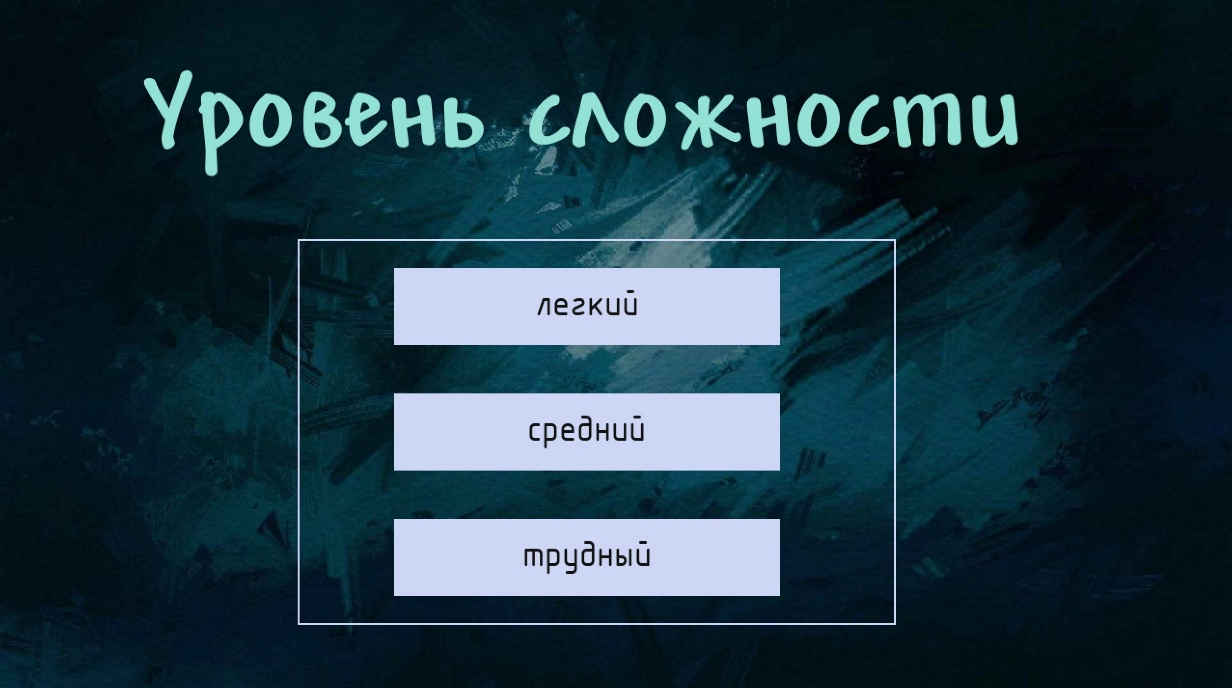 Уровень сложности
легкий
средний
трудный